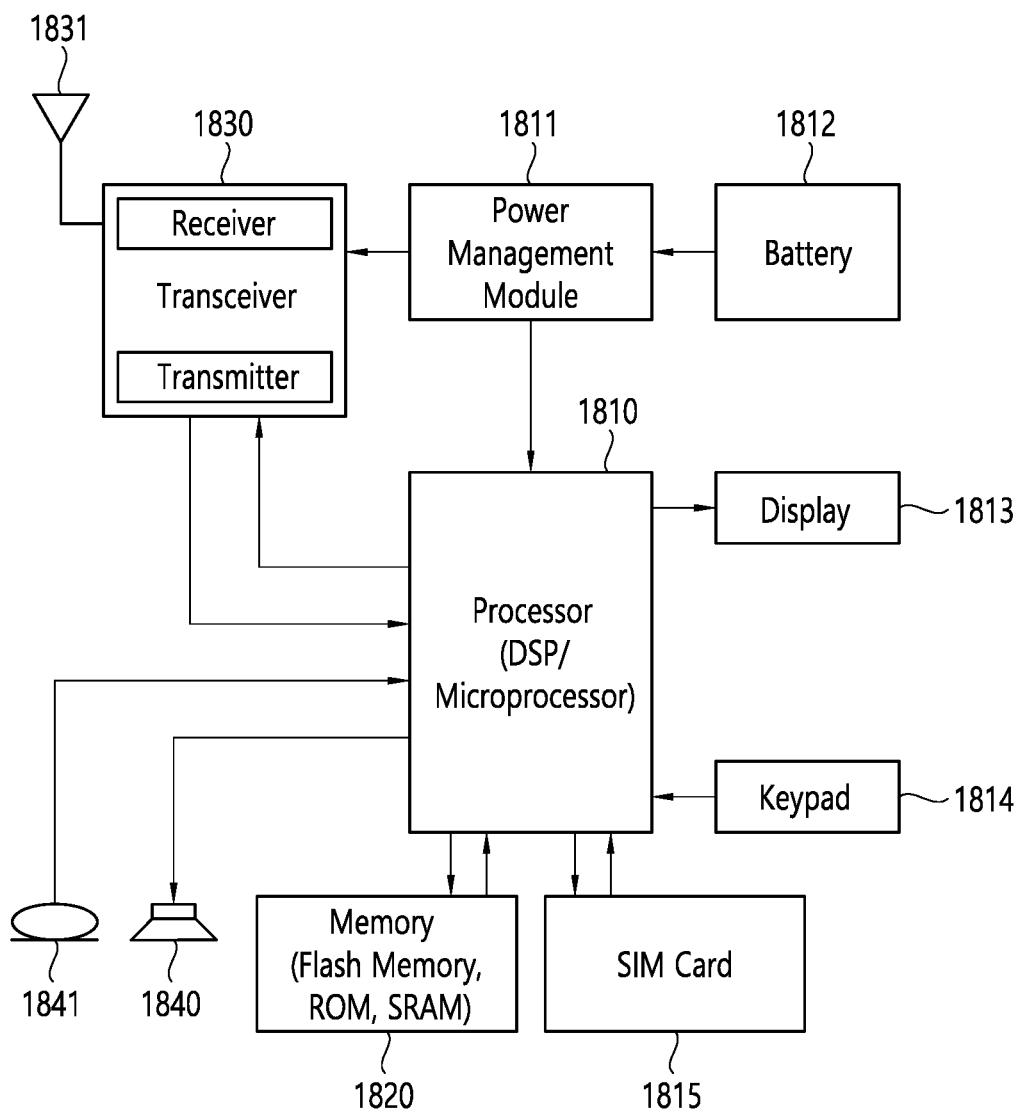 1831
1830
1811
1812
Receiver
Transceiver
Transmitter
Power
Management
Module
Battery
1810
Display
1813
Processor
(DSP/
Microprocessor)
Keypad
1814
1841
1840
Memory
(Flash Memory,
ROM, SRAM)
SIM Card
1820
1815